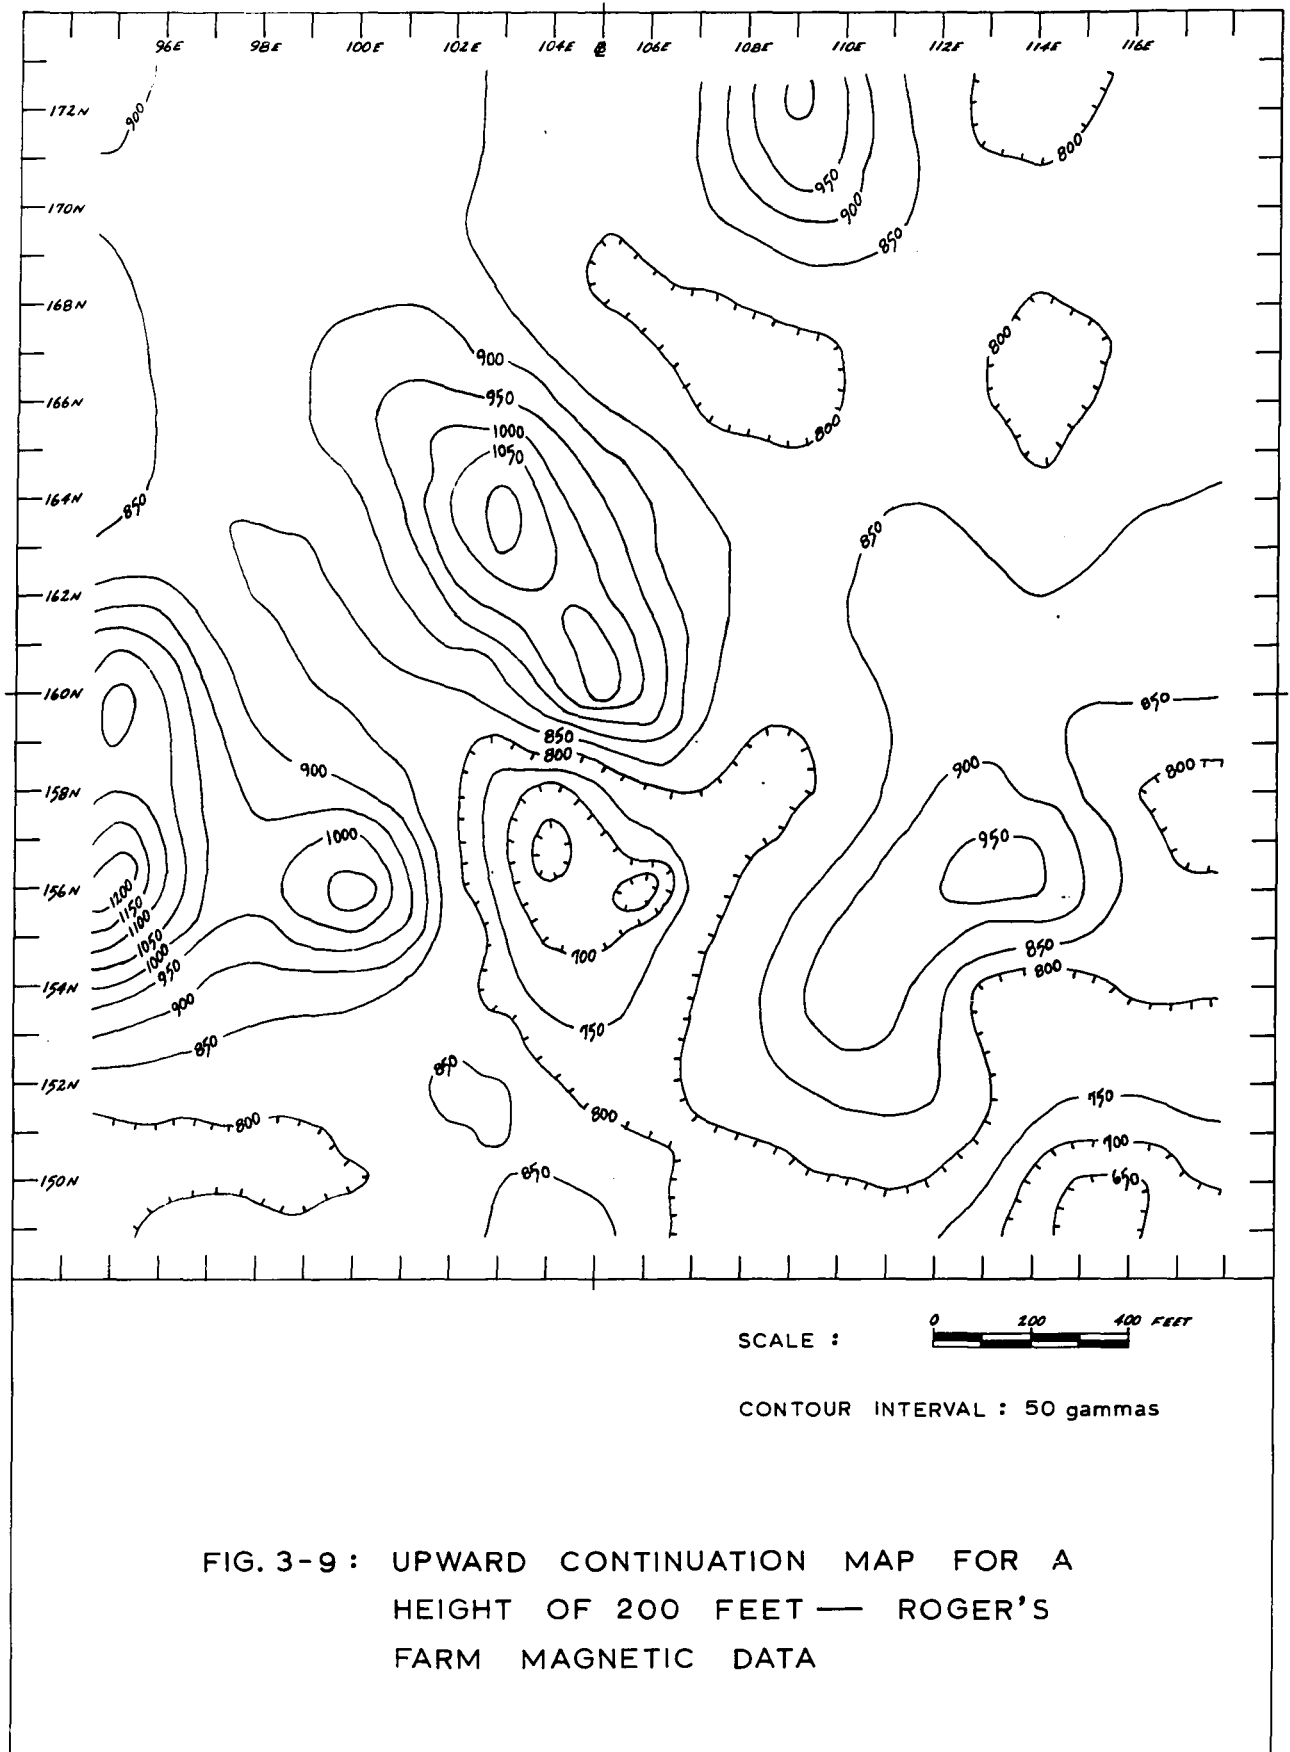 96E 98E 100E 102E 104E 106E 108E 110E 112E 114E 116E
172N
900
800
950
170N
900
850
168N
800
900
166N
950
800
1000
1050
164N
850
850
162N
160N
850
850
800
900
900
800
158N
1000
950
156N
1200
1150
1100
1050
1000
950
900
850
700
850
800
154N
750
850
152N
750
800
800
700
150N
850
650
0 200 400 FEET
SCALE :
CONTOUR INTERVAL : 50 gammas
FIG. 3-9 : UPWARD CONTINUATION MAP FOR A
HEIGHT OF 200 FEET — ROGER'S
FARM MAGNETIC DATA